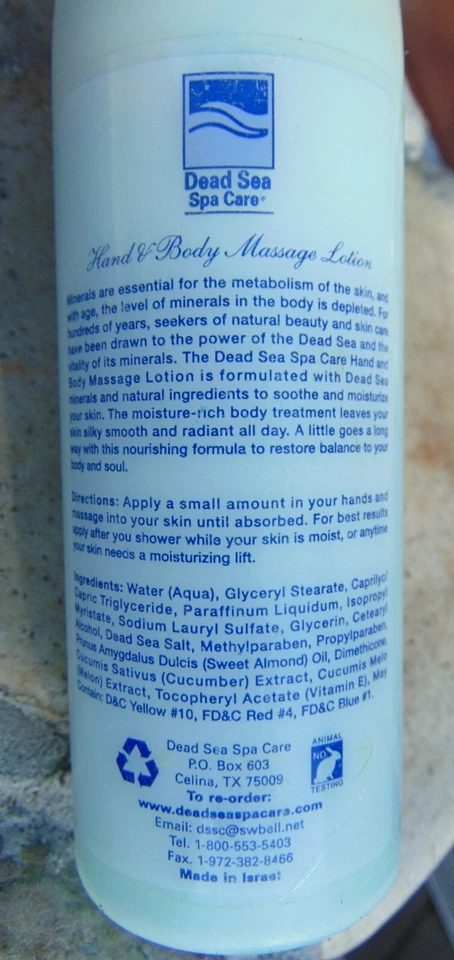 Dead Sea
Spa Care®
Hand & Body Massage Lotion
Minerals are essential for the metabolism of the skin, and
with age, the level of minerals in the body is depleted. For
hundreds of years, seekers of natural beauty and skin care
have been drawn to the power of the Dead Sea and the
vitality of its minerals. The Dead Sea Spa Care Hand and
Body Massage Lotion is formulated with Dead Sea
minerals and natural ingredients to soothe and moisturize
your skin. The moisture-rich body treatment leaves your
skin silky smooth and radiant all day. A little goes a long
way with this nourishing formula to restore balance to your
body and soul.
Directions: Apply a small amount in your hands and
massage into your skin until absorbed. For best results
apply after you shower while your skin is moist, or anytime
your skin needs a moisturizing lift.
Ingredients: Water (Aqua), Glyceryl Stearate, Caprylyc/
Capric Triglyceride, Paraffinum Liquidum, Isopropyl
Myristate, Sodium Lauryl Sulfate, Glycerin, Cetearyl
Alcohol, Dead Sea Salt, Methylparaben, Propylparaben,
Prunus Amygdalus Dulcis (Sweet Almond) Oil, Dimethicone,
Cucumis Sativus (Cucumber) Extract, Cucumis Melo
(Melon) Extract, Tocopheryl Acetate (Vitamin E), May
Contain: D&C Yellow #10, FD&C Red #4, FD&C Blue #1.
Dead Sea Spa Care
P.O. Box 603
Celina, TX 75009
To re-order:
www.deadseaspacare.com
Email: dssc@swbell.net
Tel. 1-800-553-5403
Fax. 1-972-382-8466
Made in Israel
ANIMAL
NO
TESTING